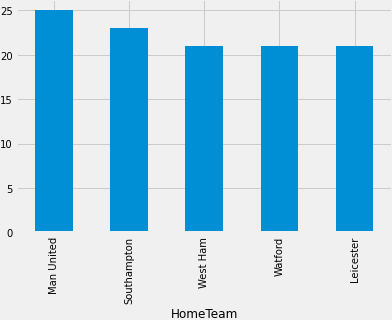 25
20
15
10
5
0
Man United
Southampton
West Ham
Watford
Leicester
HomeTeam